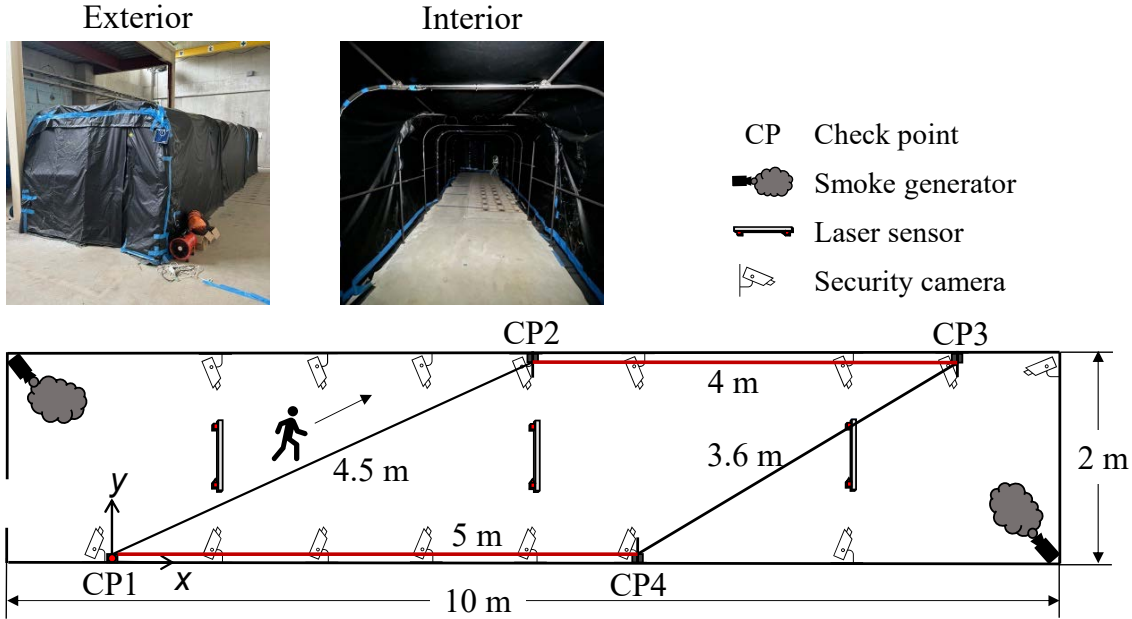 Exterior
Interior
CP Check point
Smoke generator
Laser sensor
Security camera
CP2
CP3
4 m
4.5 m
3.6 m
2 m
y
5 m
x
CP1
CP4
10 m